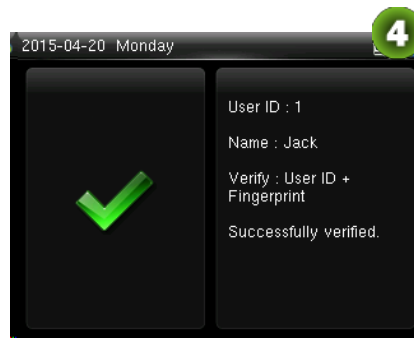 2015-04-20 Monday
4
User ID : 1
Name : Jack
Verify : User ID +
Fingerprint
Successfully verified.